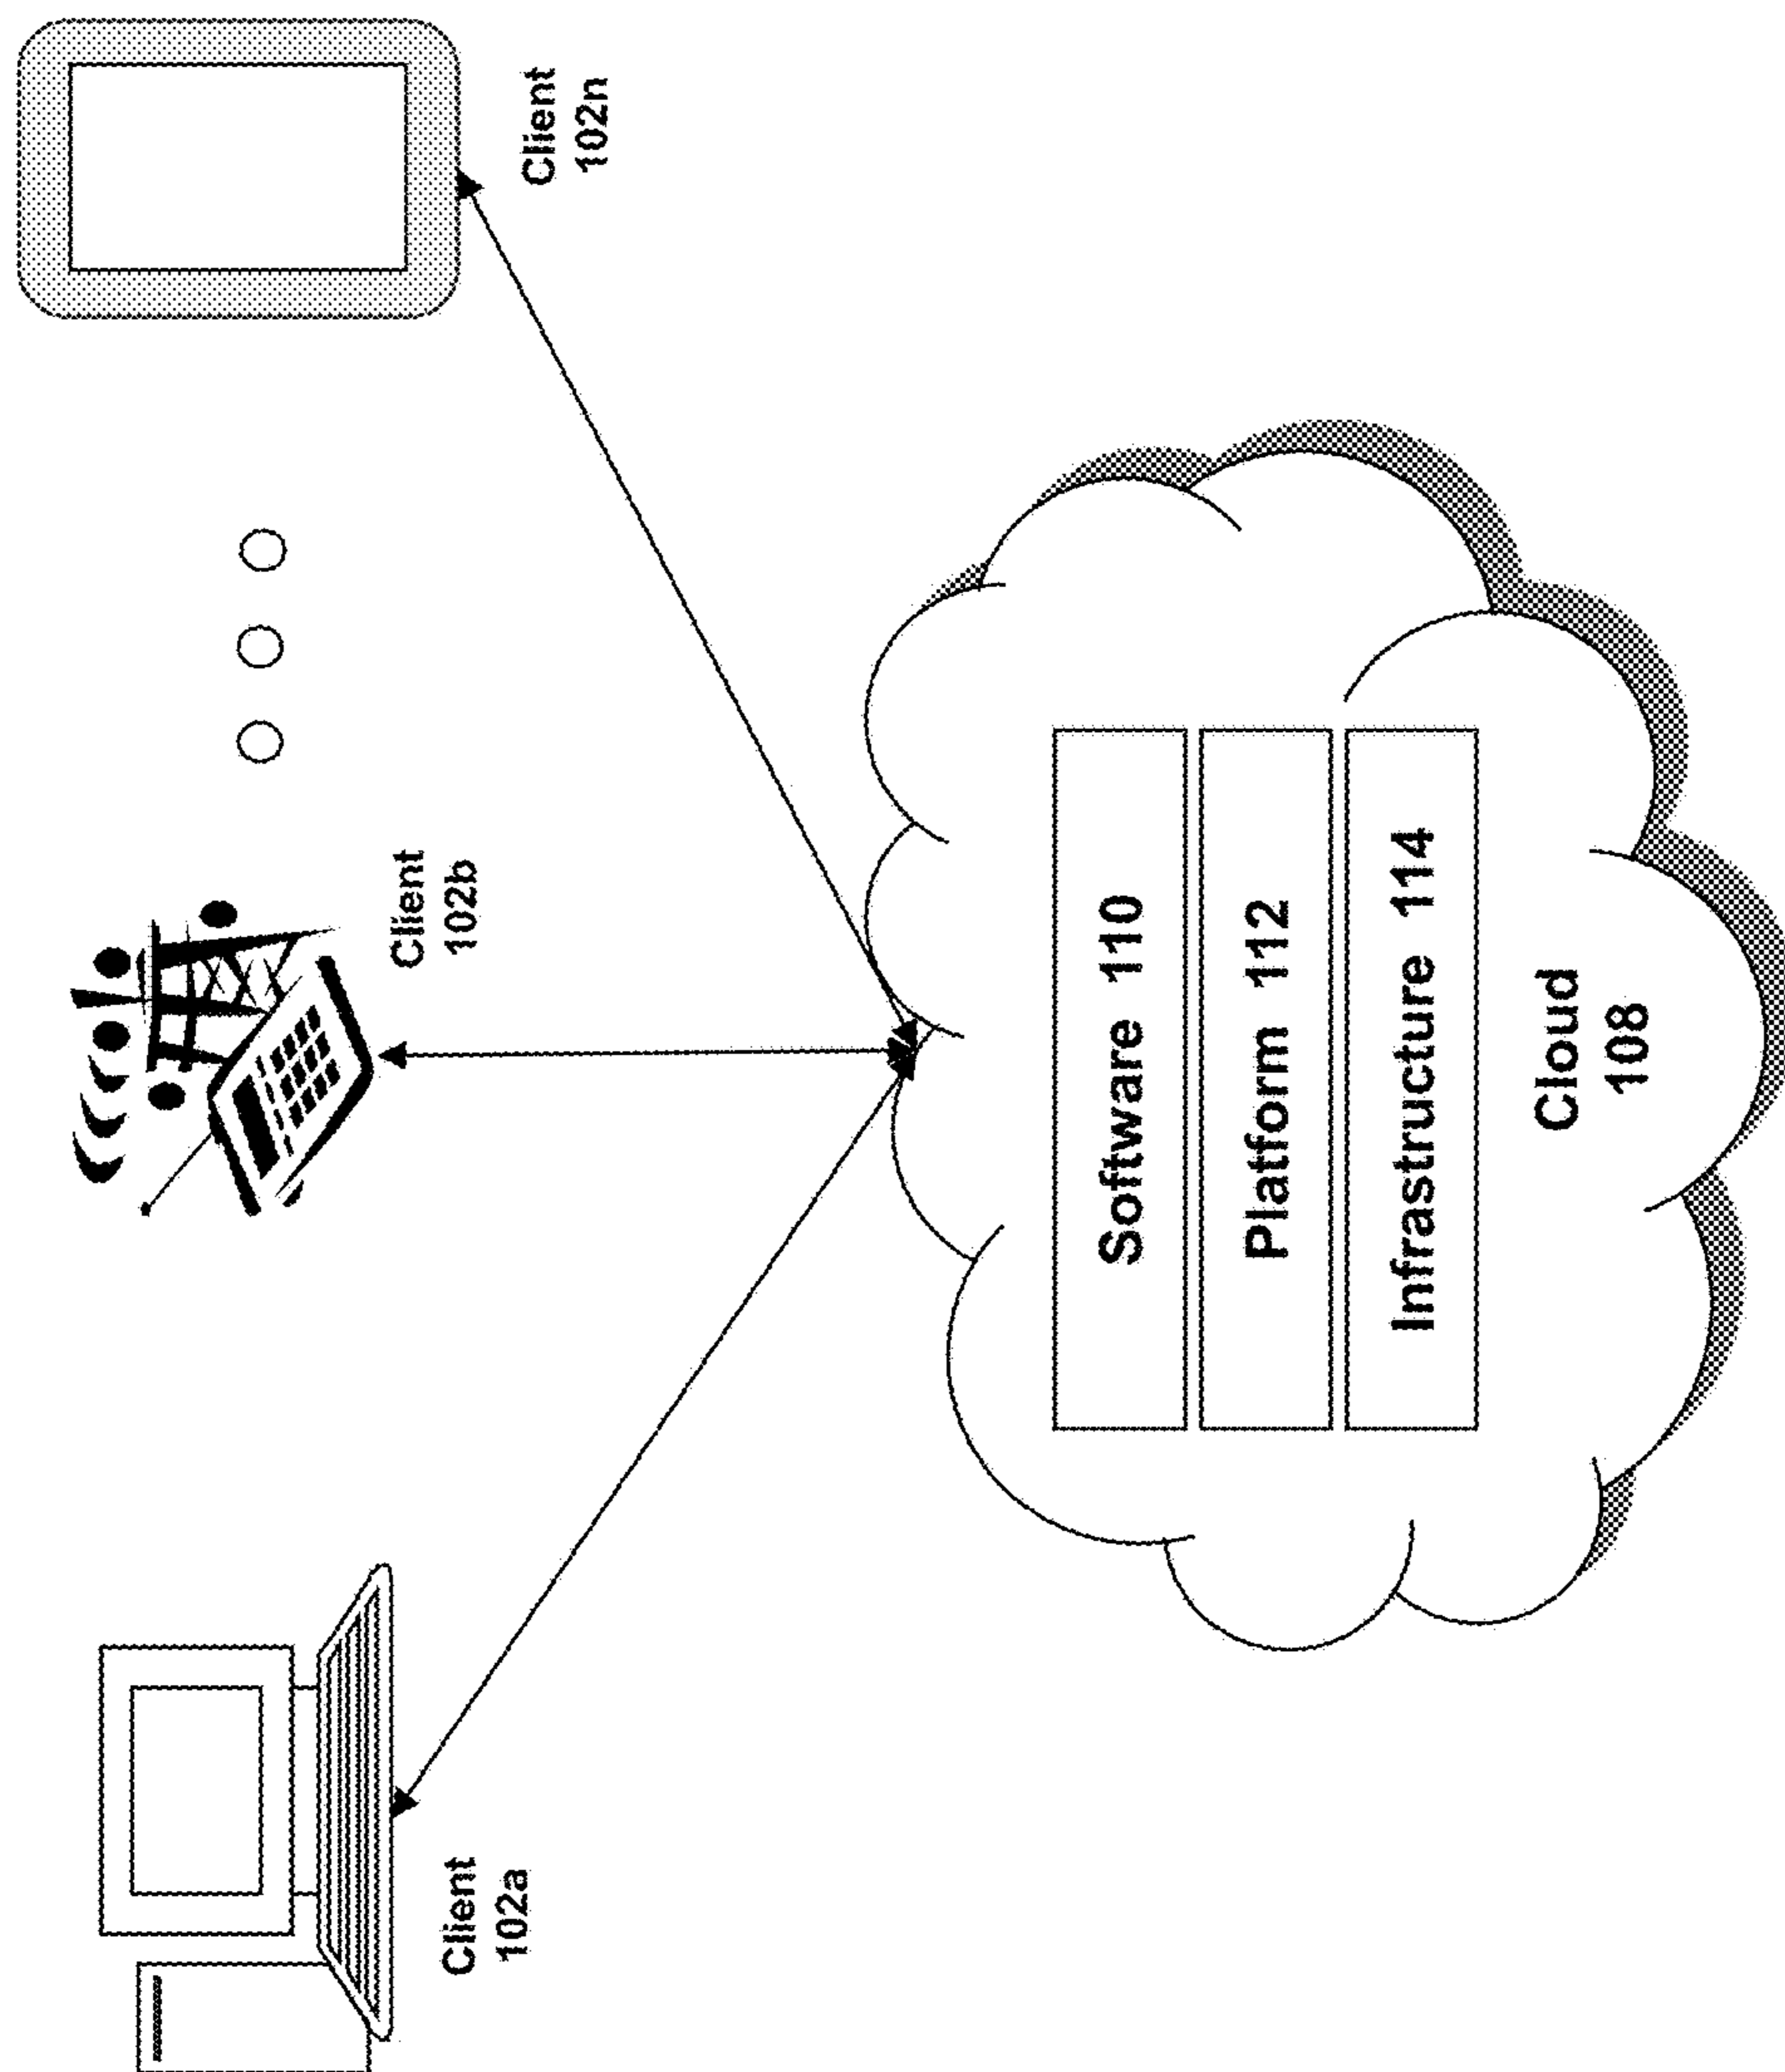 Client
102a
Client
102b
Client
102n
Software 110
Platform 112
Infrastructure 114
Cloud
108